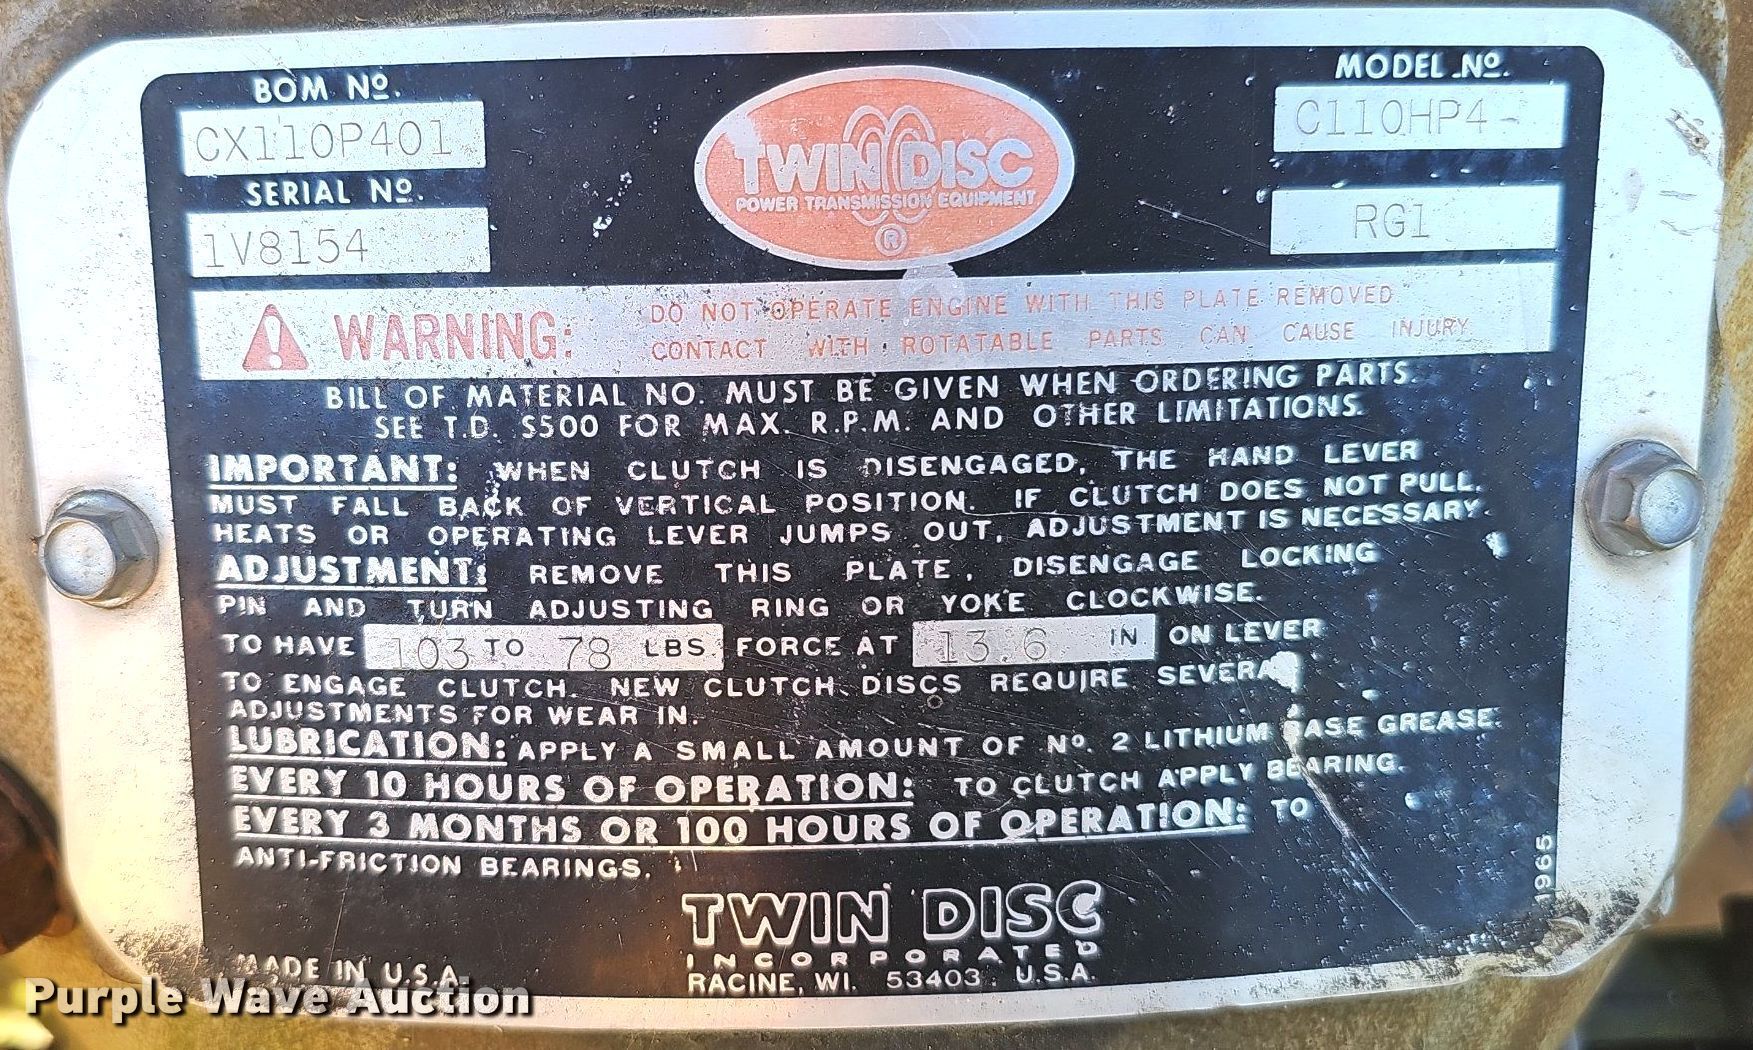 BOM Nº.
CX110P401
SERIAL Nº.
1V8154
TWIN DISC
POWER TRANSMISSION EQUIPMENT
®
MODEL Nº.
C110HP4-
RG1
WARNING:
DO NOT OPERATE ENGINE WITH THIS PLATE REMOVED
CONTACT WITH ROTATABLE PARTS CAN CAUSE INJURY.
BILL OF MATERIAL NO. MUST BE GIVEN WHEN ORDERING PARTS.
SEE T.D. S500 FOR MAX. R.P.M. AND OTHER LIMITATIONS.
IMPORTANT: WHEN CLUTCH IS DISENGAGED, THE HAND LEVER
MUST FALL BACK OF VERTICAL POSITION. IF CLUTCH DOES NOT PULL,
HEATS OR OPERATING LEVER JUMPS OUT, ADJUSTMENT IS NECESSARY.
ADJUSTMENT: REMOVE THIS PLATE, DISENGAGE LOCKING
PIN AND TURN ADJUSTING RING OR YOKE CLOCKWISE.
TO HAVE 103 TO 78 LBS. FORCE AT 13.6 IN ON LEVER
TO ENGAGE CLUTCH. NEW CLUTCH DISCS REQUIRE SEVERAL
ADJUSTMENTS FOR WEAR IN.
LUBRICATION: APPLY A SMALL AMOUNT OF Nº. 2 LITHIUM BASE GREASE.
EVERY 10 HOURS OF OPERATION: TO CLUTCH APPLY BEARING.
EVERY 3 MONTHS OR 100 HOURS OF OPERATION: TO
ANTI-FRICTION BEARINGS.
1965
TWIN DISC
INCORPORATED
RACINE, WI. 53403, U.S.A.
MADE IN U.S.A.
Purple Wave Auction